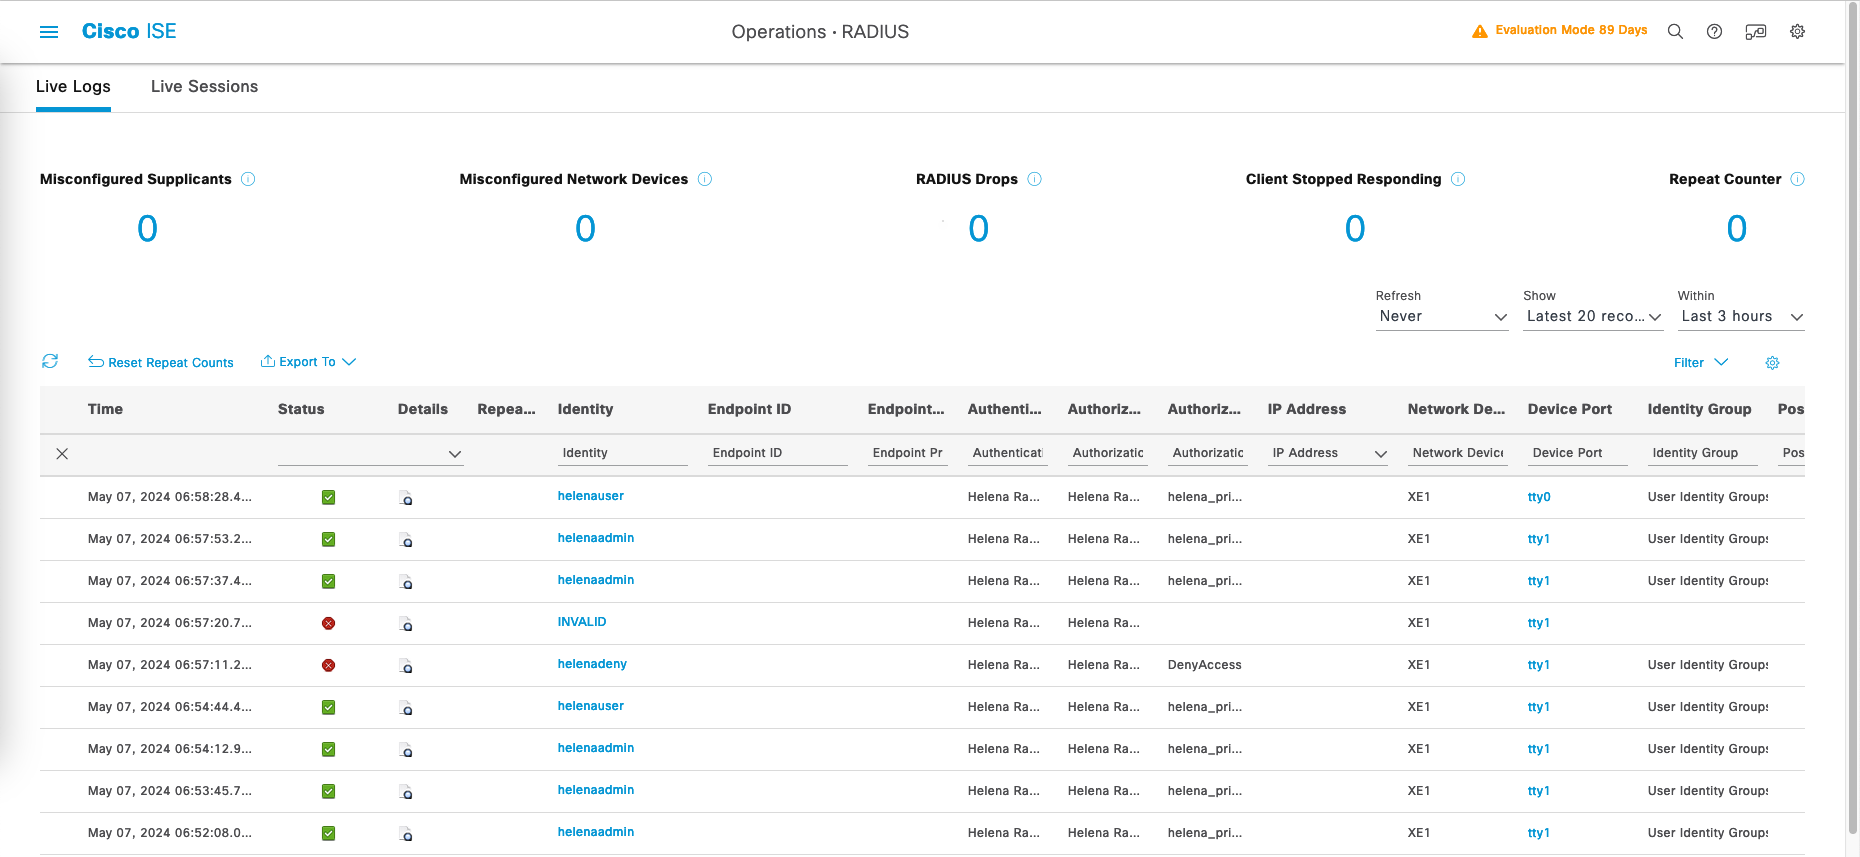 Cisco ISE Operations · RADIUS Evaluation Mode 89 Days
Live Logs Live Sessions
Misconfigured Supplicants Misconfigured Network Devices RADIUS Drops Client Stopped Responding Repeat Counter
0 0 0 0 0
Refresh Show Within
Never Latest 20 reco... Last 3 hours
Reset Repeat Counts Export To Filter
Time Status Details Repea... Identity Endpoint ID Endpoint... Authenti... Authoriz... Authoriz... IP Address Network De... Device Port Identity Group Pos
Identity Endpoint ID Endpoint Pr Authenticati Authorizatic Authorizatic IP Address Network Device Device Port Identity Group Pos
May 07, 2024 06:58:28.4... helenauser Helena Ra... Helena Ra... helena_pri... XE1 tty0 User Identity Groups
May 07, 2024 06:57:53.2... helenaadmin Helena Ra... Helena Ra... helena_pri... XE1 tty1 User Identity Groups
May 07, 2024 06:57:37.4... helenaadmin Helena Ra... Helena Ra... helena_pri... XE1 tty1 User Identity Groups
May 07, 2024 06:57:20.7... INVALID Helena Ra... Helena Ra... XE1 tty1
May 07, 2024 06:57:11.2... helenadeny Helena Ra... Helena Ra... DenyAccess XE1 tty1 User Identity Groups
May 07, 2024 06:54:44.4... helenauser Helena Ra... Helena Ra... helena_pri... XE1 tty1 User Identity Groups
May 07, 2024 06:54:12.9... helenaadmin Helena Ra... Helena Ra... helena_pri... XE1 tty1 User Identity Groups
May 07, 2024 06:53:45.7... helenaadmin Helena Ra... Helena Ra... helena_pri... XE1 tty1 User Identity Groups
May 07, 2024 06:52:08.0... helenaadmin Helena Ra... Helena Ra... helena_pri... XE1 tty1 User Identity Groups